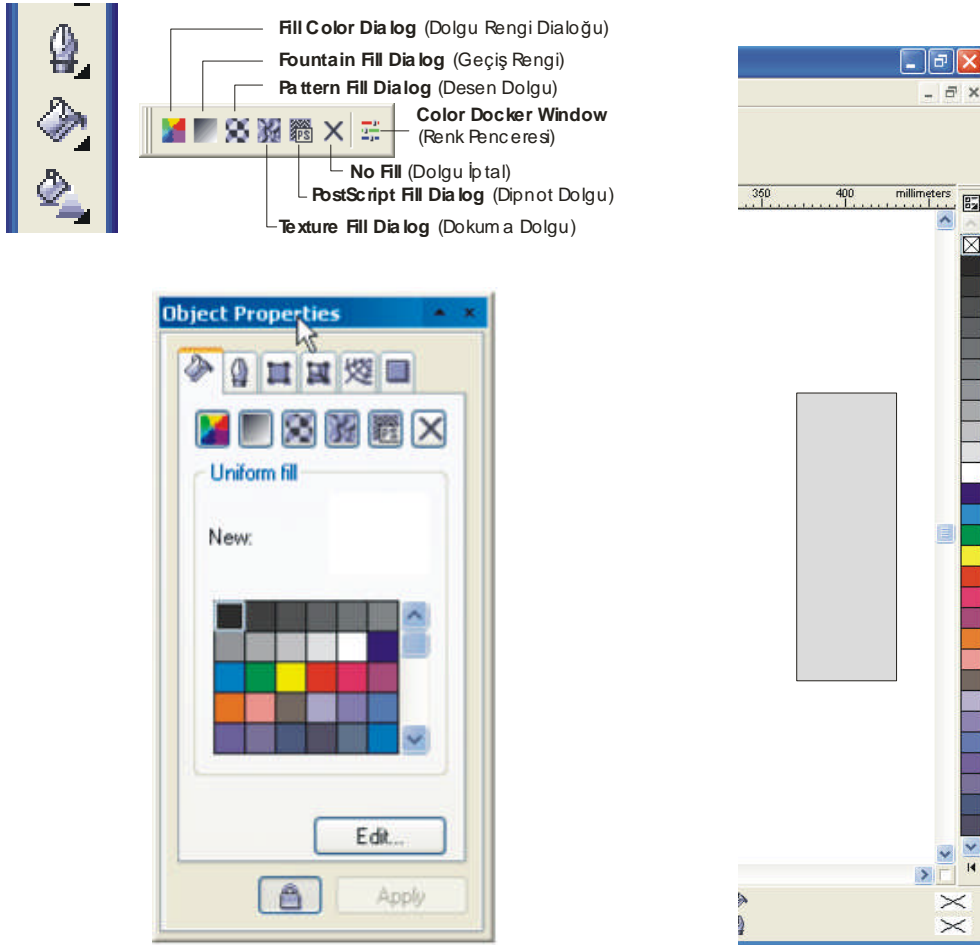 Fill Color Dialog (Dolgu Rengi Dialoğu)
Fountain Fill Dialog (Geçiş Rengi)
Pattern Fill Dialog (Desen Dolgu)
Color Docker Window
(Renk Penceresi)
PS
No Fill (Dolgu İptal)
PostScript Fill Dialog (Dipnot Dolgu)
Texture Fill Dialog (Dokuma Dolgu)
Object Properties
PS
Uniform fill
New:
Edit...
Apply
350 400 millimeters